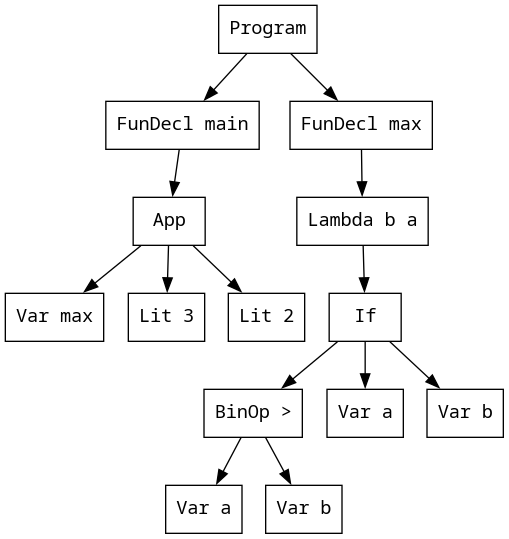 Program
FunDecl main
FunDecl max
App
Lambda b a
Var max
Lit 3
Lit 2
If
BinOp >
Var a
Var b
Var a
Var b